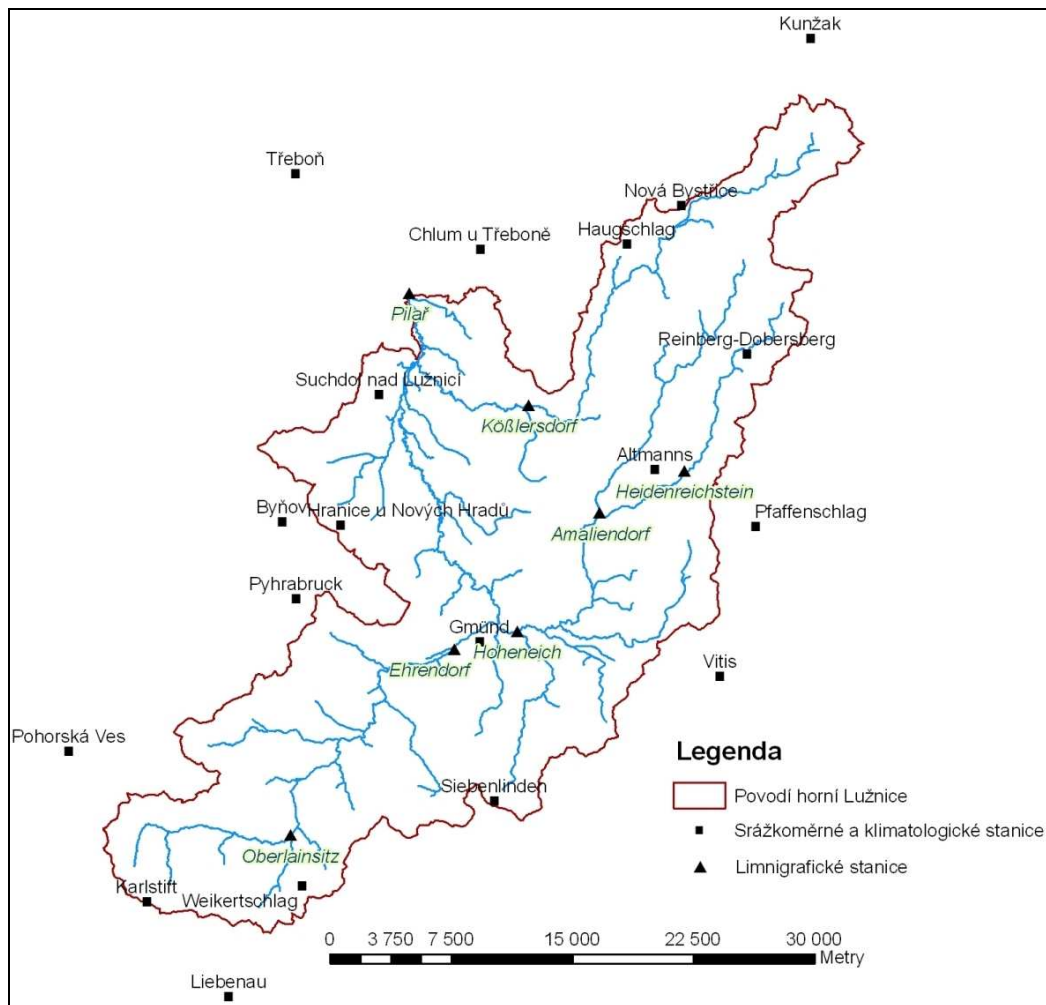 Kunžak
Třeboň
Nová Bystřice
Chlum u Třeboně
Haugschlag
Pilař
Reinberg-Dobersberg
Suchdol nad Lužnicí
Kößlersdorf
Altmanns
Heidenreichstein
Byňov
Hranice u Nových Hradů
Amaliendorf
Pfaffenschlag
Pyhrabruck
Gmünd
Hoheneich
Ehrendorf
Vitis
Pohorská Ves
Siebenlinden
Oberlainsitz
Karlstift
Weikertschlag
Liebenau
Legenda
Povodí horní Lužnice
Srážkoměrné a klimatologické stanice
Limnigrafické stanice
0 3 750 7 500 15 000 22 500 30 000
Metry